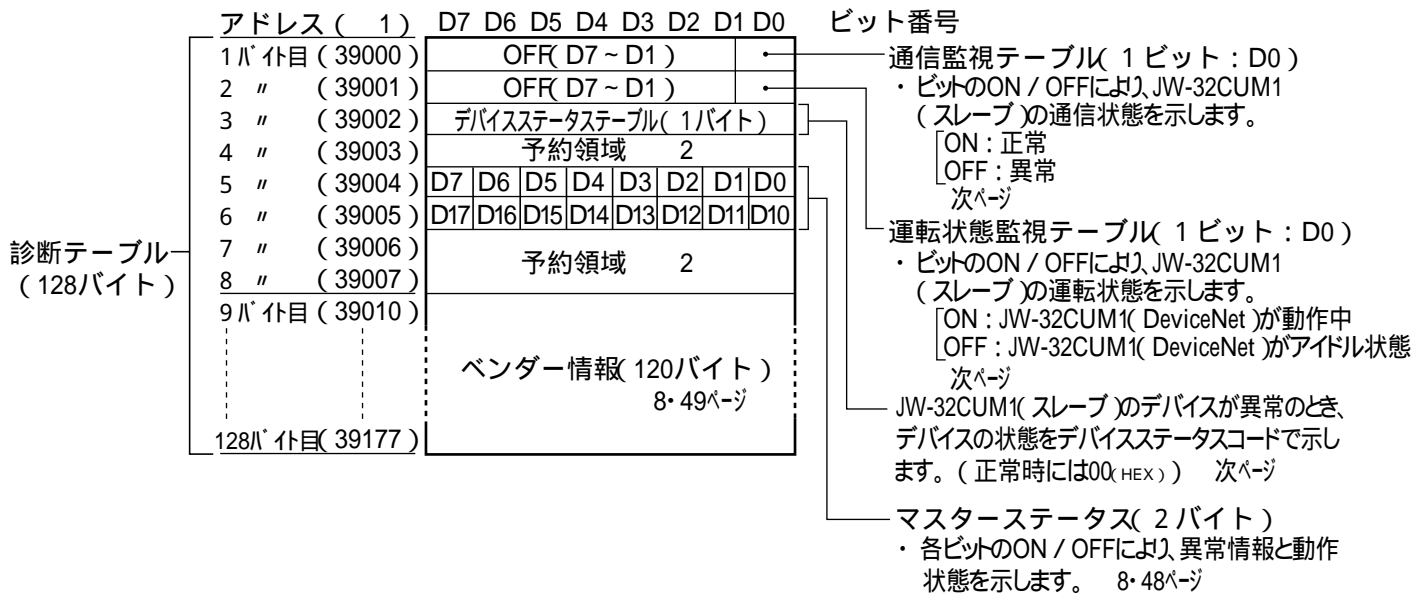 アドレス（　1） D7 D6 D5 D4 D3 D2 D1 D0 ビット番号
1バイト目（39000） OFF（D7～D1）
2 〃 （39001） OFF（D7～D1）
3 〃 （39002） デバイスステータステーブル（1バイト）
4 〃 （39003） 予約領域　2
5 〃 （39004） D7 D6 D5 D4 D3 D2 D1 D0
6 〃 （39005） D17 D16 D15 D14 D13 D12 D11 D10
7 〃 （39006） 予約領域　2
8 〃 （39007）
9バイト目（39010）
ベンダー情報（120バイト）
8・49ページ
128バイト目（39177）
診断テーブル
（128バイト）
通信監視テーブル（1ビット：D0）
・ビットのON／OFFにより、JW-32CUM1
（スレーブ）の通信状態を示します。
ON：正常
OFF：異常
次ページ
運転状態監視テーブル（1ビット：D0）
・ビットのON／OFFにより、JW-32CUM1
（スレーブ）の運転状態を示します。
ON：JW-32CUM1（DeviceNet）が動作中
OFF：JW-32CUM1（DeviceNet）がアイドル状態
次ページ
JW-32CUM1（スレーブ）のデバイスが異常のとき、
デバイスの状態をデバイスステータスコードで示し
ます。（正常時には00(HEX)）　次ページ
マスターステータス（2バイト）
・各ビットのON／OFFにより、異常情報と動作
状態を示します。　8・48ページ